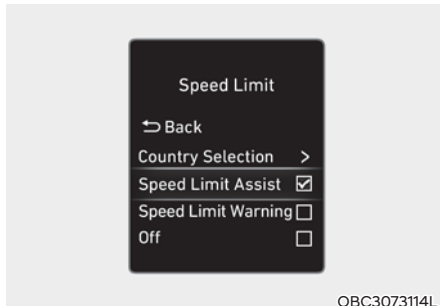 Speed Limit
Back
Country Selection >
Speed Limit Assist
Speed Limit Warning
Off
OBC3073114L